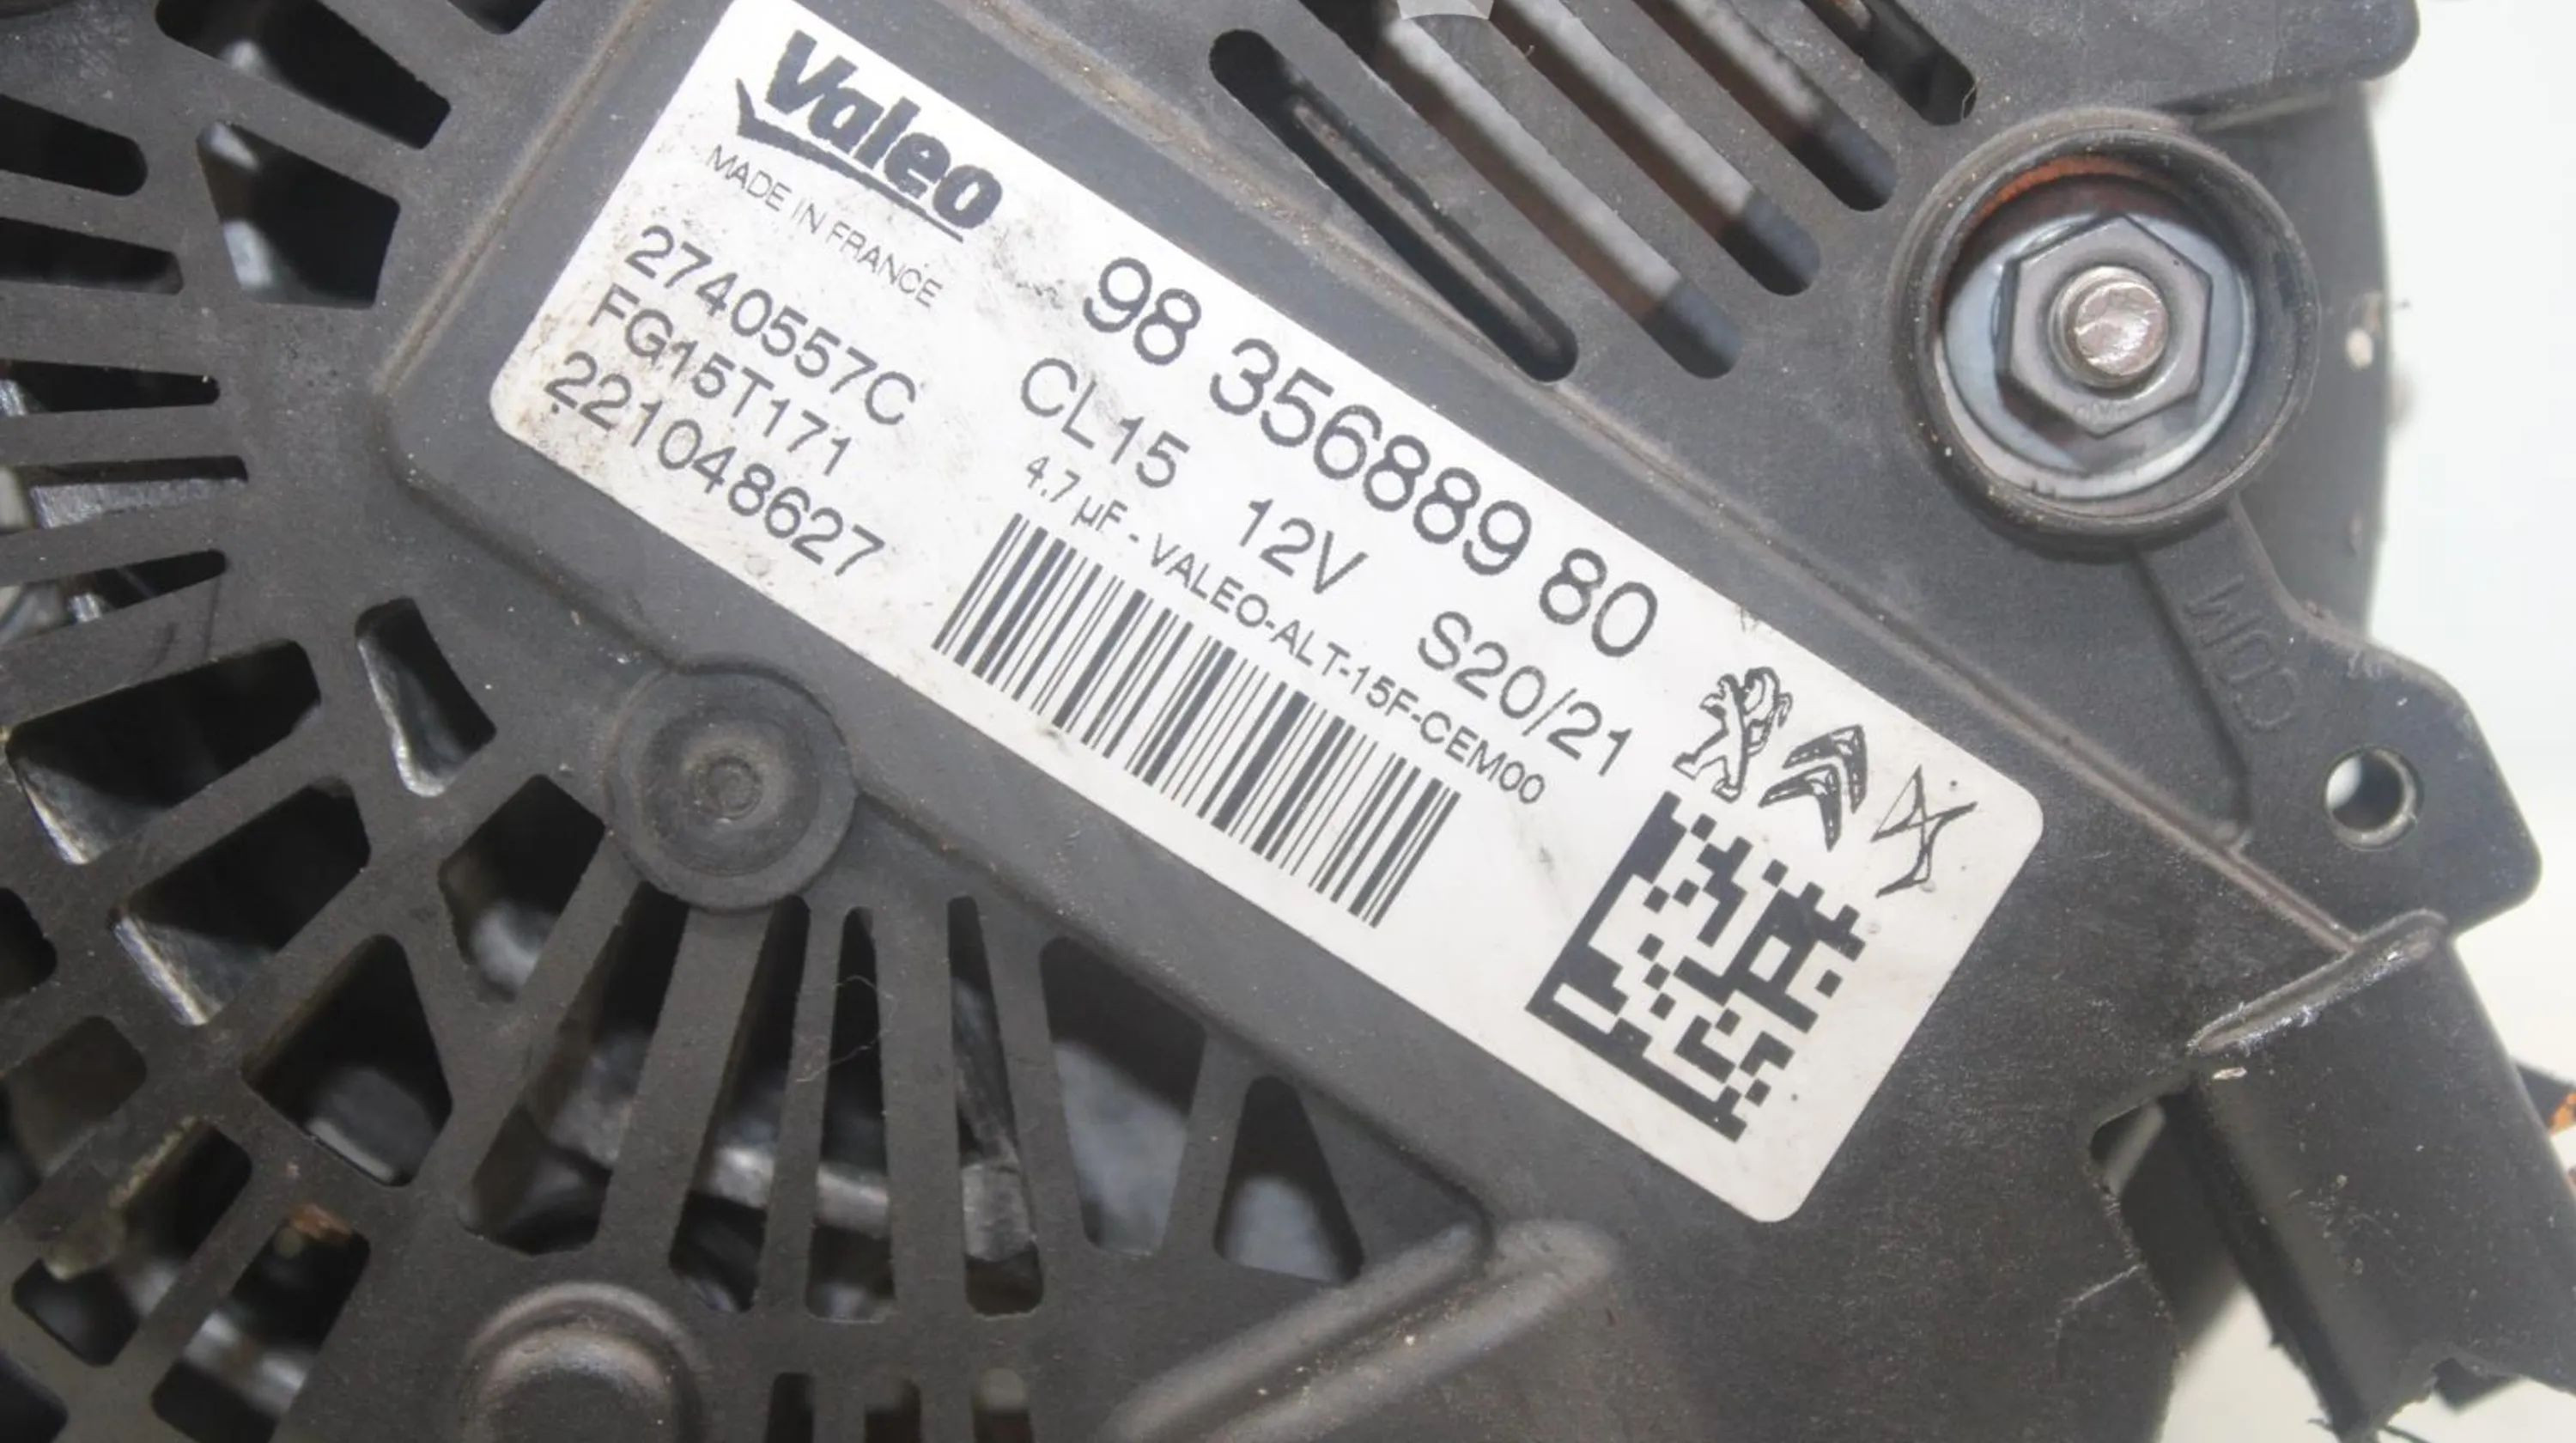 Valeo
MADE IN FRANCE
2740557C
FG15T171
221048627
98 356889 80
CL15 12V S20/21
4.7 µF - VALEO-ALT-15F-CEM00
COM